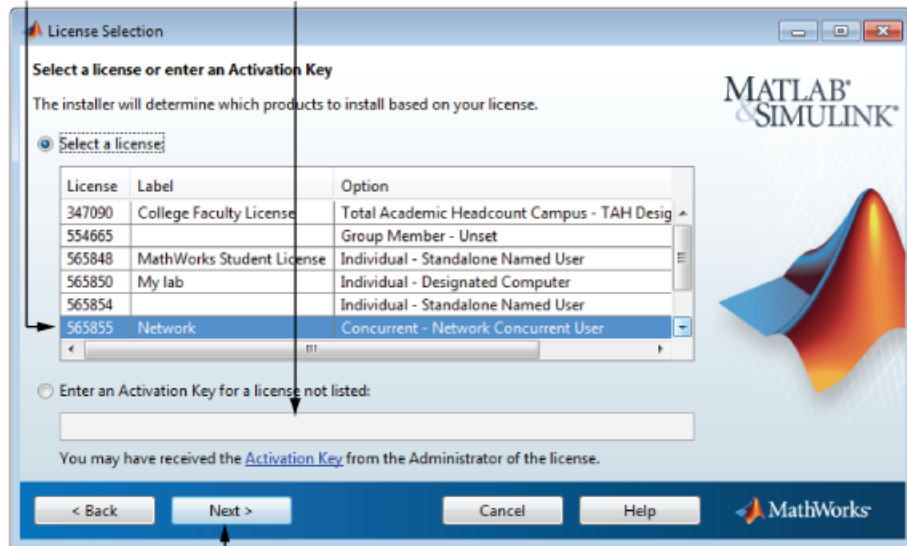 License Selection
Select a license or enter an Activation Key
The installer will determine which products to install based on your license.
MATLAB®
&SIMULINK®
Select a license:
License Label Option
347090 College Faculty License Total Academic Headcount Campus - TAH Desig
554665 Group Member - Unset
565848 MathWorks Student License Individual - Standalone Named User
565850 My lab Individual - Designated Computer
565854 Individual - Standalone Named User
565855 Network Concurrent - Network Concurrent User
Enter an Activation Key for a license not listed:
You may have received the Activation Key from the Administrator of the license.
< Back Next > Cancel Help MathWorks®